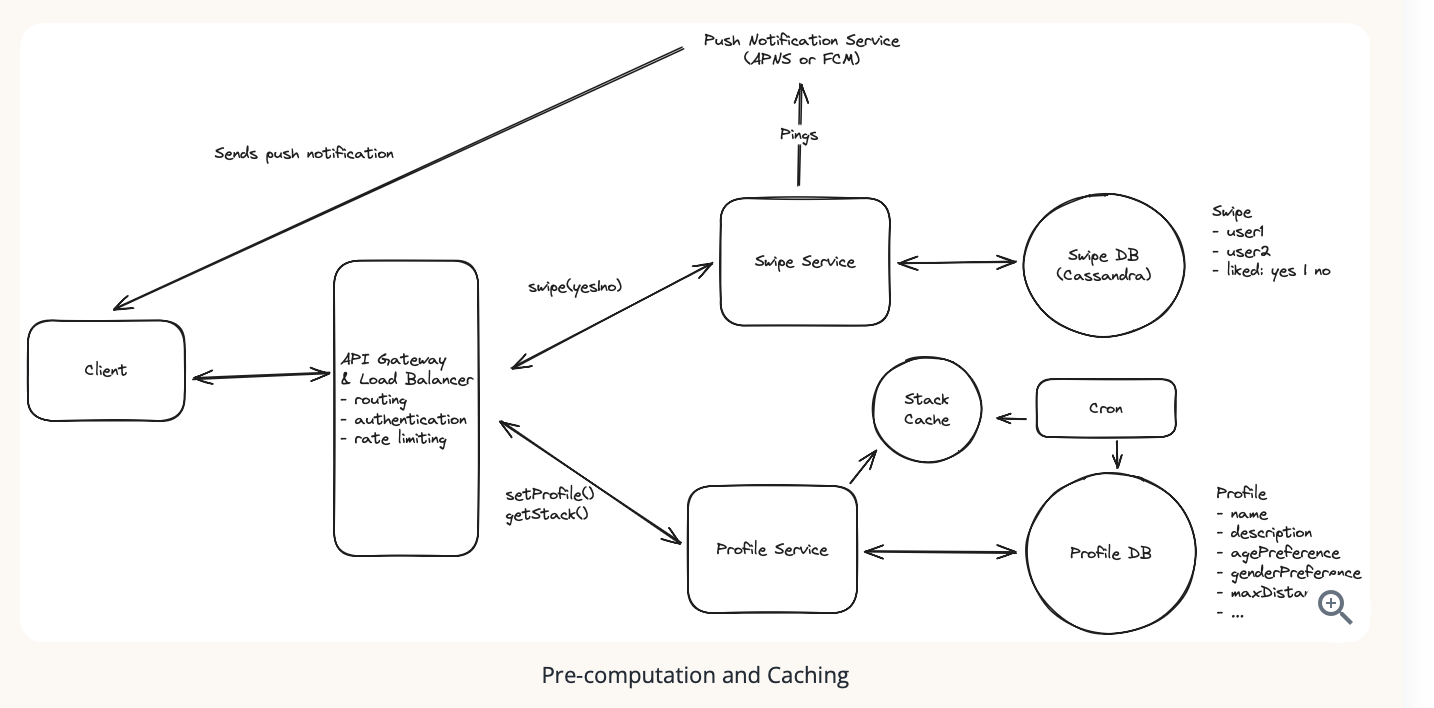 Push Notification Service
(APNS or FCM)
Pings
Sends push notification
Swipe Service
Swipe DB
(Cassandra)
Swipe
- user1
- user2
- liked: yes | no
swipe(yes|no)
Client
API Gateway
& Load Balancer
- routing
- authentication
- rate limiting
Stack
Cache
Cron
setProfile()
getStack()
Profile Service
Profile DB
Profile
- name
- description
- agePreference
- genderPreference
- maxDistar
- ...
Pre-computation and Caching